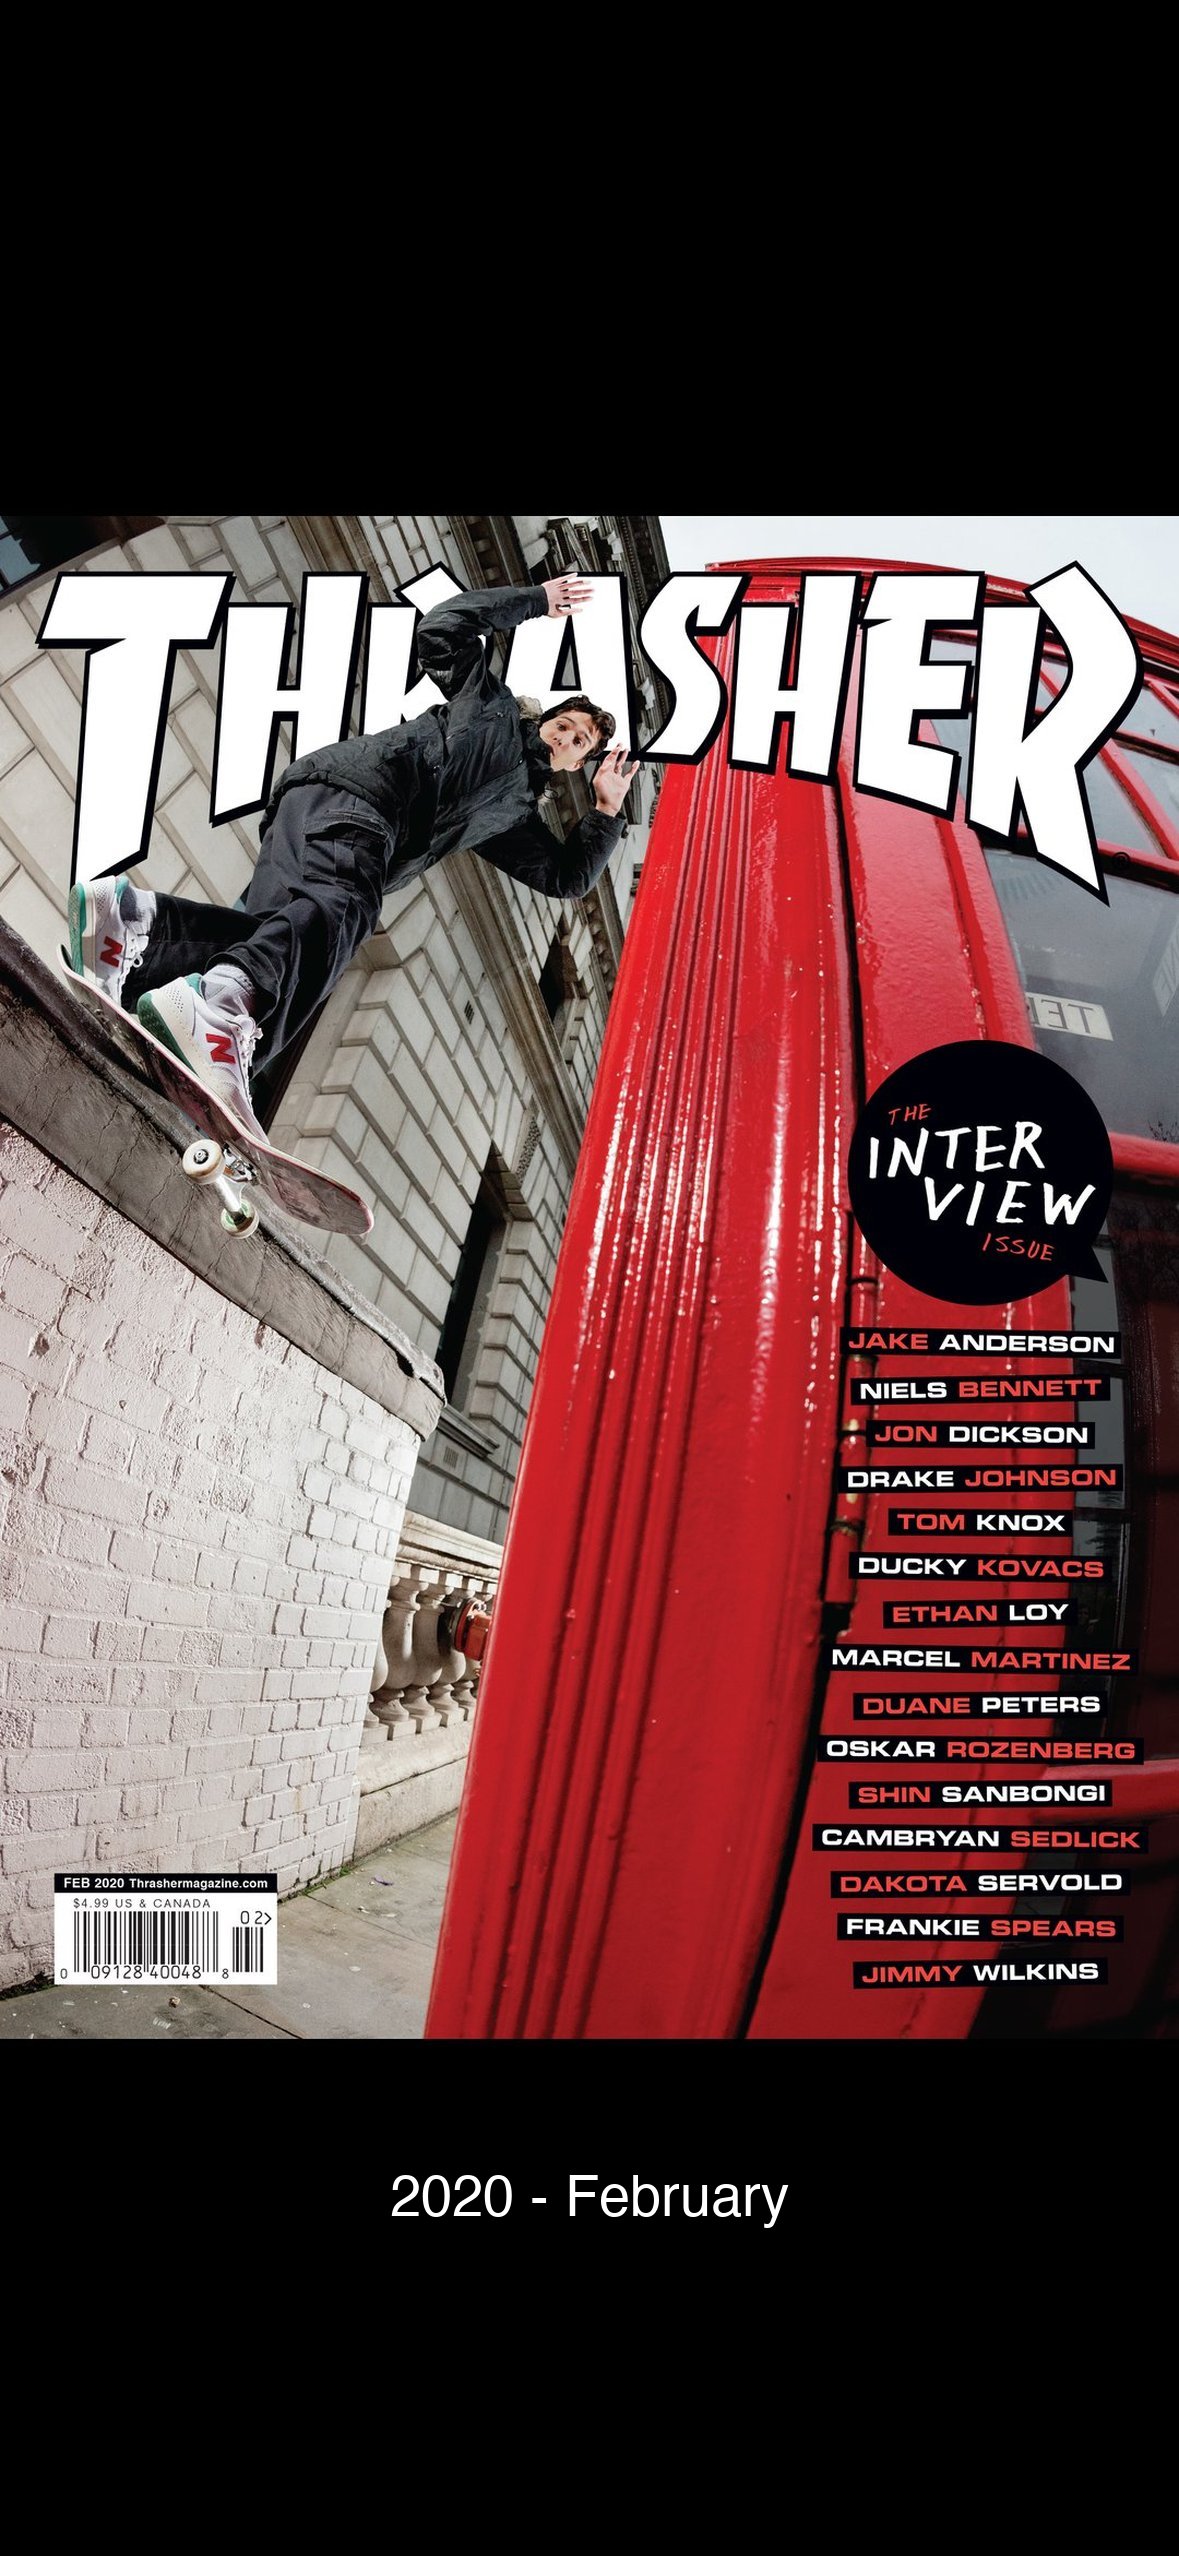 THRASHER
TER
THE
INTER
VIEW
ISSUE
JAKE ANDERSON
NIELS BENNETT
JON DICKSON
DRAKE JOHNSON
TOM KNOX
DUCKY KOVACS
ETHAN LOY
MARCEL MARTINEZ
DUANE PETERS
OSKAR ROZENBERG
SHIN SANBONGI
CAMBRYAN SEDLICK
DAKOTA SERVOLD
FRANKIE SPEARS
JIMMY WILKINS
FEB 2020 Thrashermagazine.com
$4.99 US & CANADA
02>
0 09128 40048 8
N
N
2020 - February